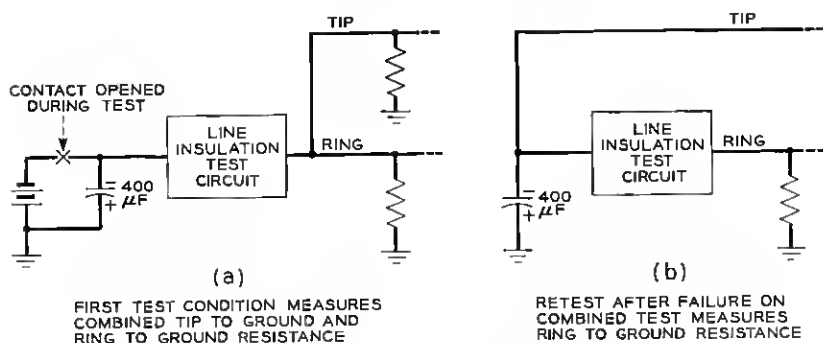 TIP
CONTACT OPENED
DURING TEST
LINE
INSULATION
TEST
CIRCUIT
RING
− 400
+ μF
(a)
FIRST TEST CONDITION MEASURES
COMBINED TIP TO GROUND AND
RING TO GROUND RESISTANCE
TIP
LINE
INSULATION
TEST
CIRCUIT
RING
− 400
+ μF
(b)
RETEST AFTER FAILURE ON
COMBINED TEST MEASURES
RING TO GROUND RESISTANCE